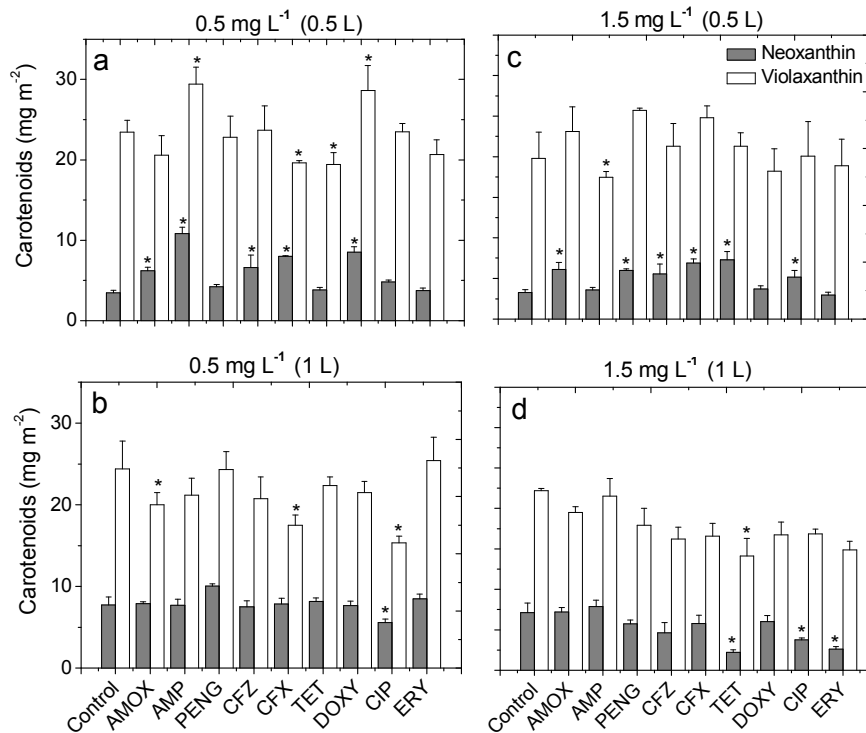 0.5 mg L⁻¹ (0.5 L)
1.5 mg L⁻¹ (0.5 L)
a
c
Neoxanthin
Violaxanthin
Carotenoids (mg m⁻²)
30
20
10
0
* * * * * * * * *
* * * * * * *
0.5 mg L⁻¹ (1 L)
1.5 mg L⁻¹ (1 L)
b
d
Carotenoids (mg m⁻²)
30
20
10
0
* * * *
* * * *
Control AMOX AMP PENG CFZ CFX TET DOXY CIP ERY
Control AMOX AMP PENG CFZ CFX TET DOXY CIP ERY